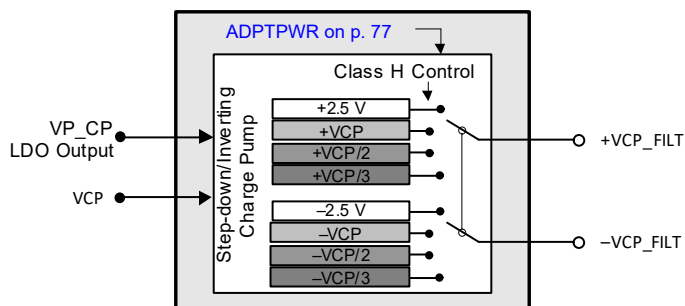 ADPTPWR on p. 77
Class H Control
VP_CP
LDO Output
VCP
Step-down/Inverting
Charge Pump
+2.5 V
+VCP
+VCP/2
+VCP/3
–2.5 V
–VCP
–VCP/2
–VCP/3
+VCP_FILT
–VCP_FILT